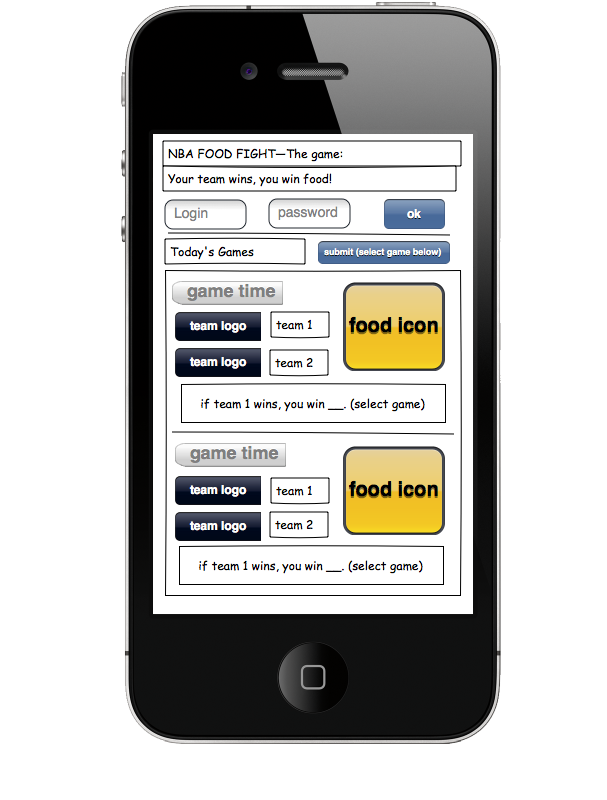 NBA FOOD FIGHT—The game:
Your team wins, you win food!
Login password ok
Today's Games submit (select game below)
game time
team logo team 1
food icon
team logo team 2
if team 1 wins, you win __. (select game)
game time
team logo team 1
food icon
team logo team 2
if team 1 wins, you win __. (select game)